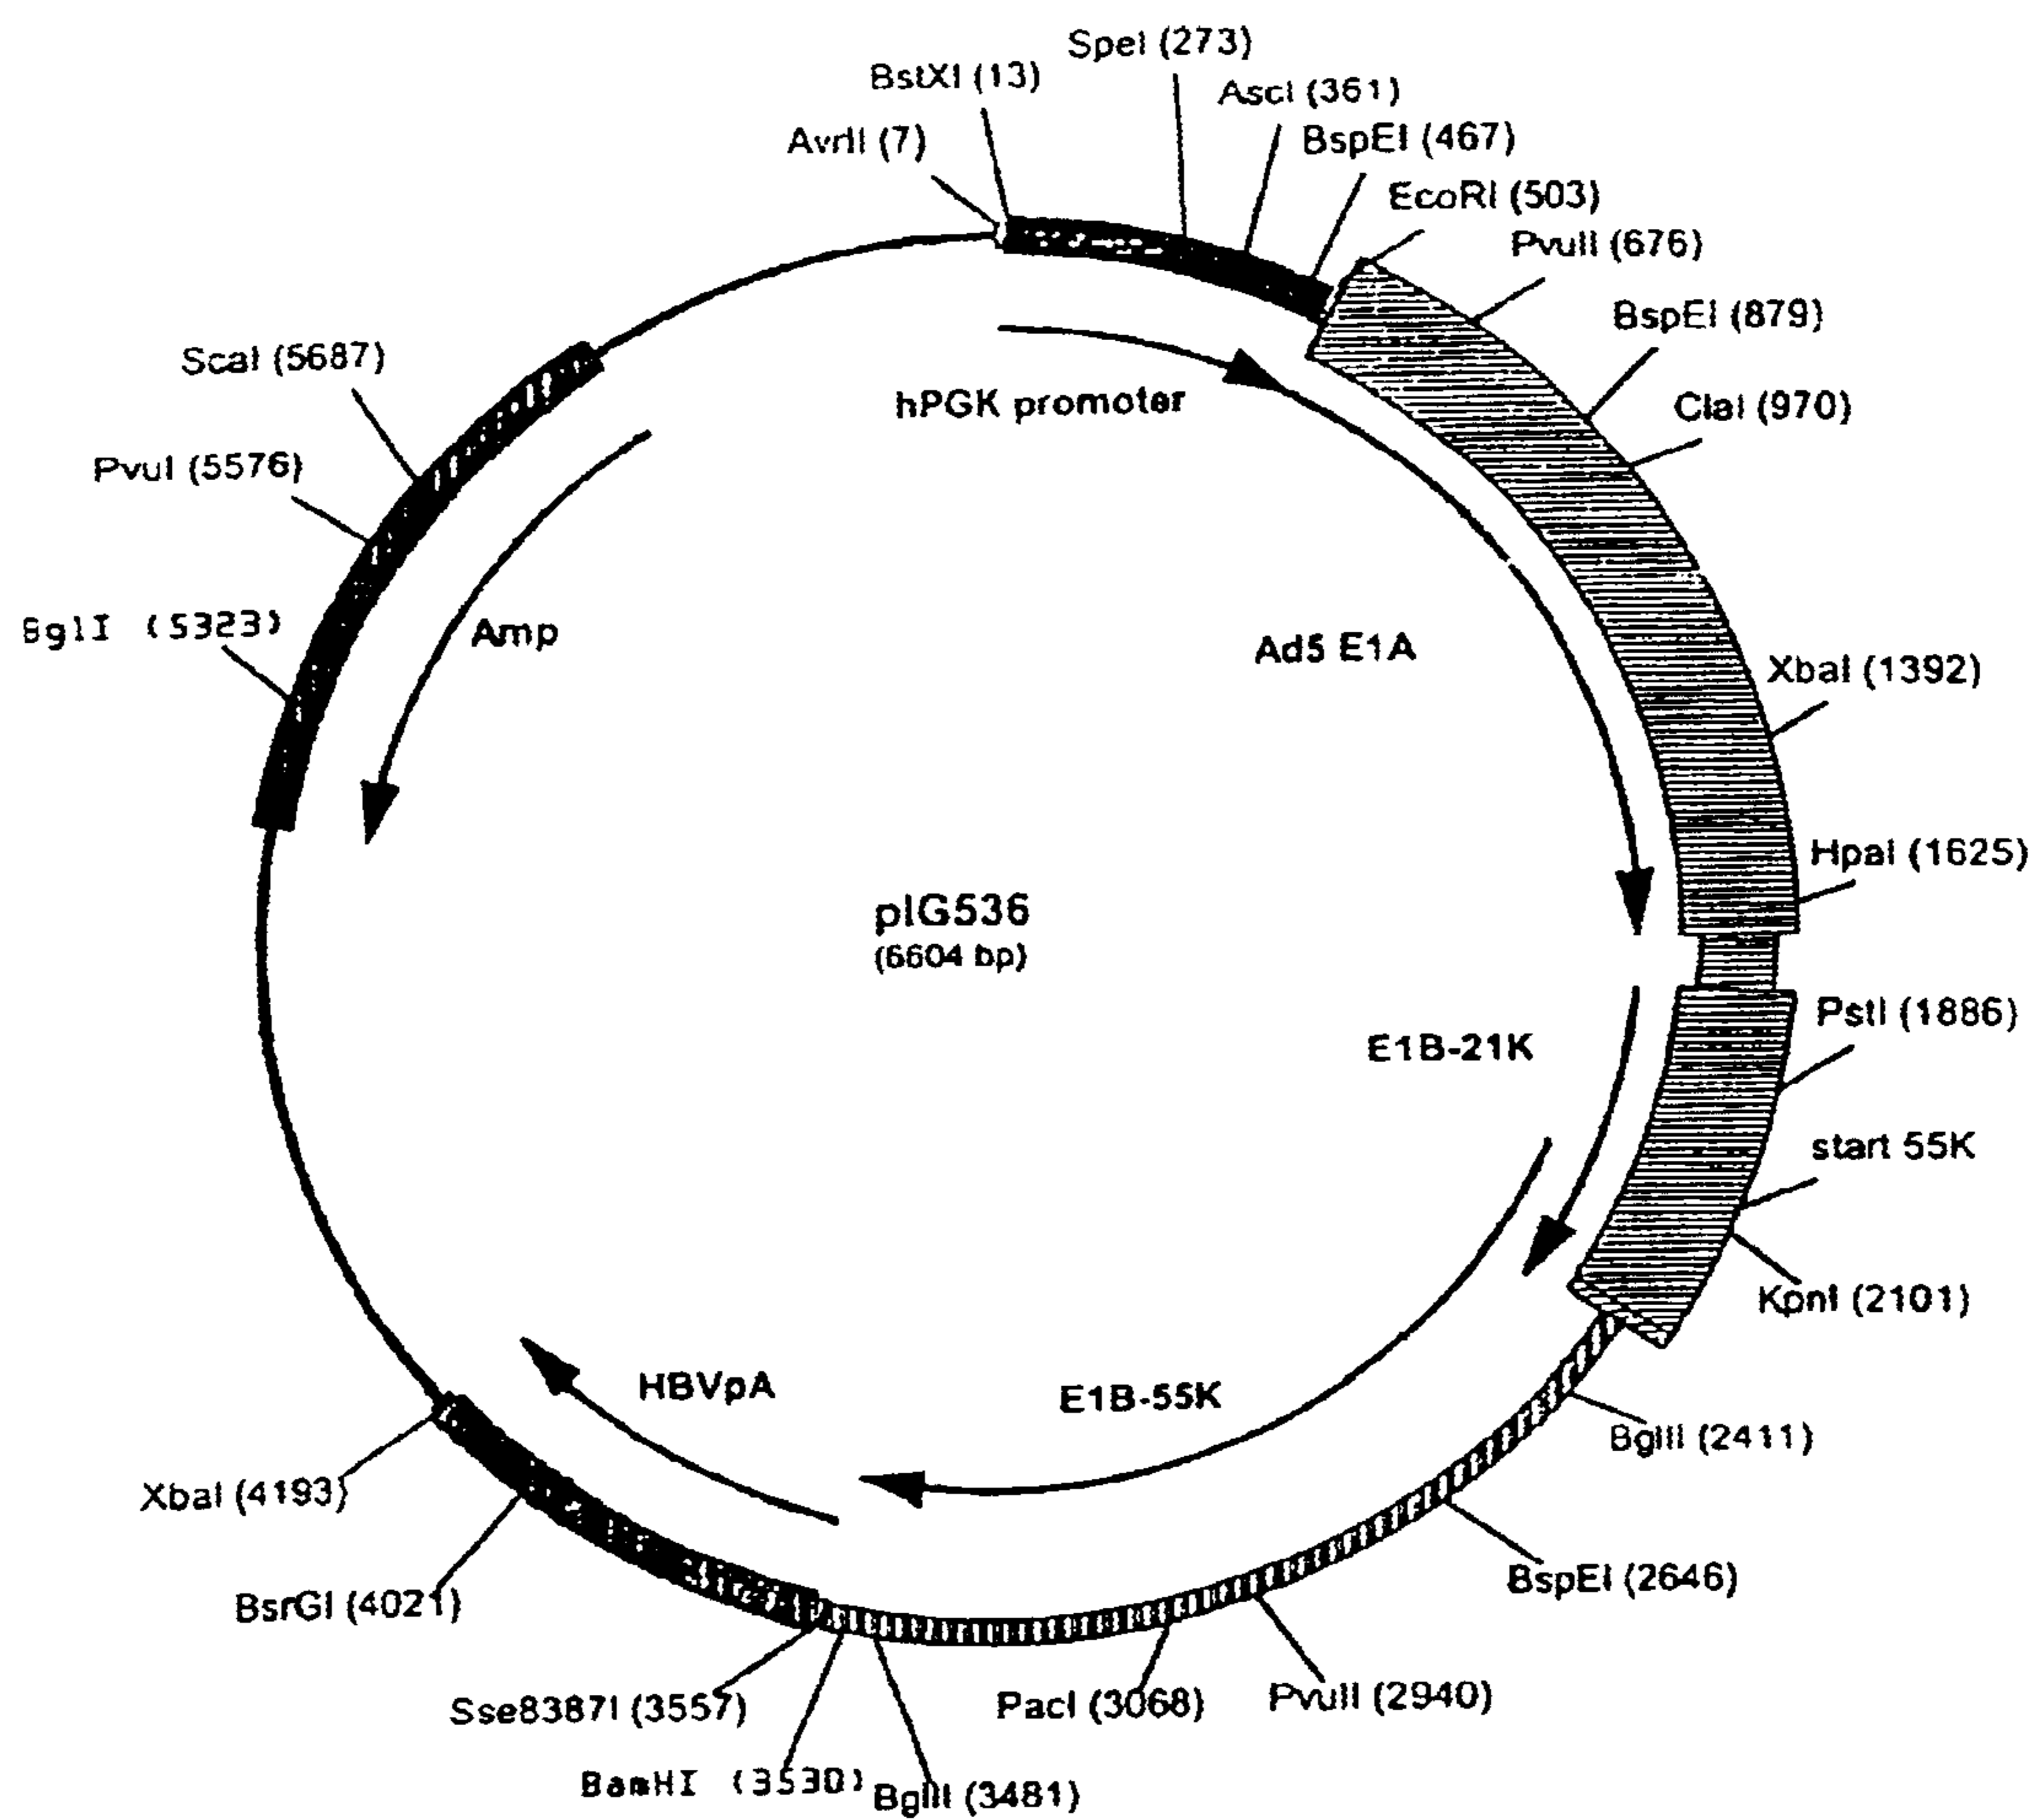 SpeI (273)
BstXI (13)
AscI (361)
AvrII (7)
BspEI (467)
EcoRI (503)
PvuII (676)
BspEI (879)
ScaI (5687)
hPGK promoter
ClaI (970)
PvuI (5576)
BglI (5323)
Amp
Ad5 E1A
XbaI (1392)
HpaI (1625)
pIG536
(6604 bp)
PstI (1886)
E1B-21K
start 55K
KpnI (2101)
HBVpA
E1B-55K
BglII (2411)
XbaI (4193)
BspEI (2646)
BsrGI (4021)
Sse8387I (3557)
PacI (3068)
PvuII (2940)
BamHI (3530)
BglII (3481)